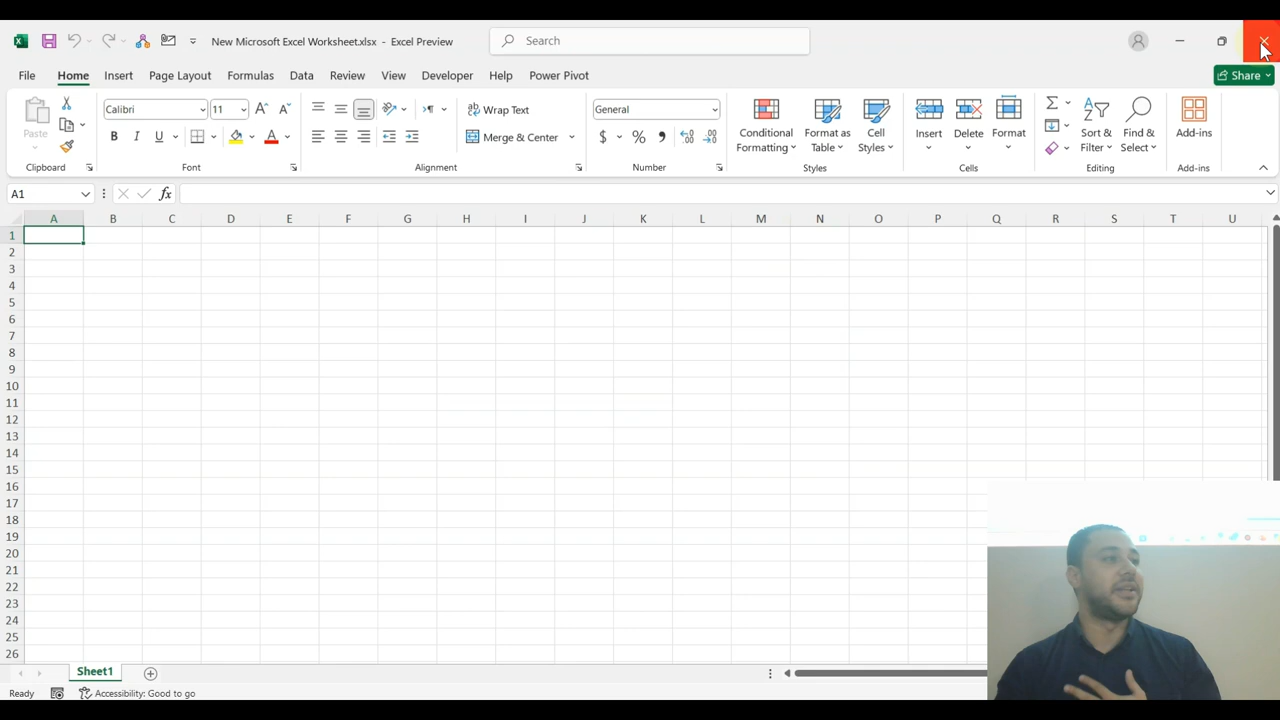 New Microsoft Excel Worksheet.xlsx - Excel Preview
Search
File Home Insert Page Layout Formulas Data Review View Developer Help Power Pivot
Share
Paste
Clipboard
Calibri 11
B I U A
Font
Wrap Text
Merge & Center
Alignment
General
$ % ,
Number
Conditional Formatting
Format as Table
Cell Styles
Styles
Insert
Delete
Format
Cells
Sort & Filter
Find & Select
Editing
Add-ins
Add-ins
A1
fx
A B C D E F G H I J K L M N O P Q R S T U
1
2
3
4
5
6
7
8
9
10
11
12
13
14
15
16
17
18
19
20
21
22
23
24
25
26
Sheet1
Ready
Accessibility: Good to go